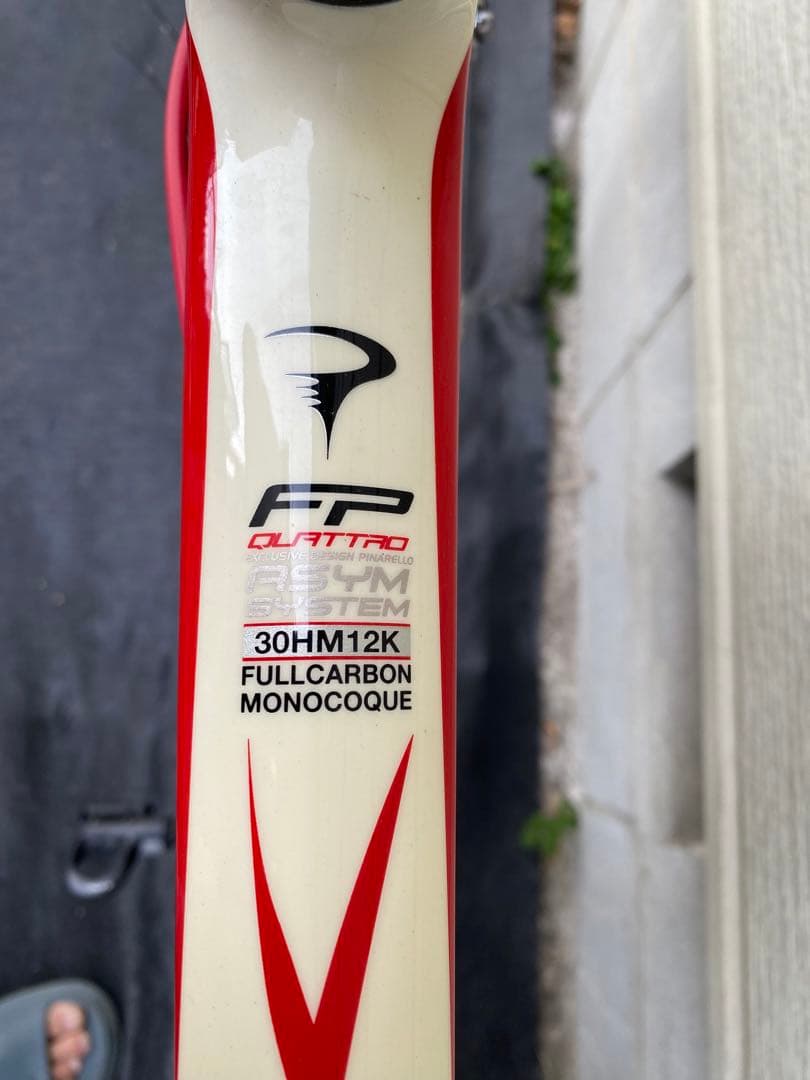 FP
QUATTRO
EXCLUSIVE DESIGN PINARELLO
ASYM
SYSTEM
30HM12K
FULLCARBON
MONOCOQUE